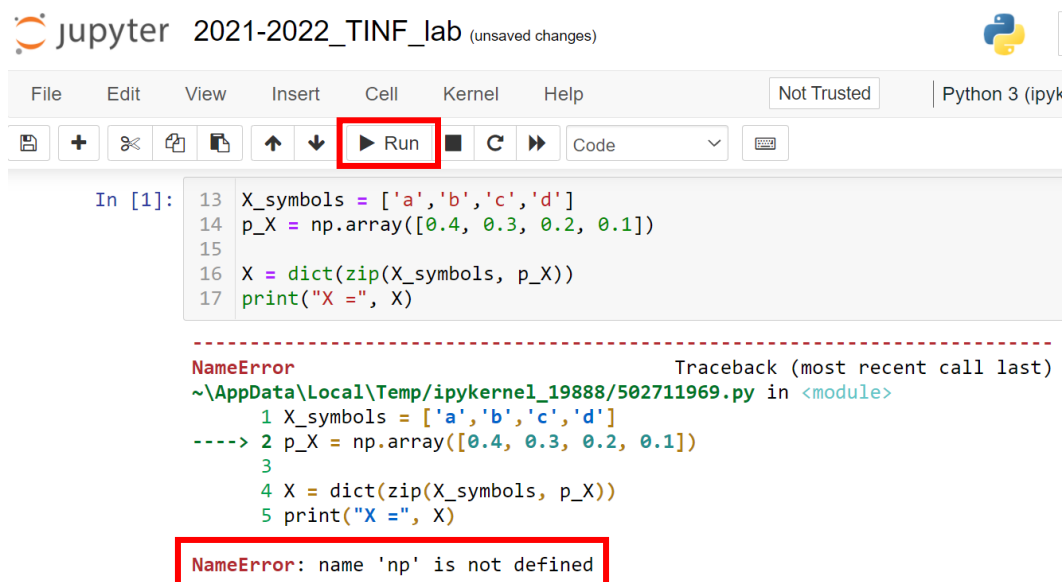 jupyter 2021-2022_TINF_lab (unsaved changes)
File Edit View Insert Cell Kernel Help Not Trusted Python 3 (ipyk
Run Code
In [1]: 13 X_symbols = ['a','b','c','d']
14 p_X = np.array([0.4, 0.3, 0.2, 0.1])
15
16 X = dict(zip(X_symbols, p_X))
17 print("X =", X)
---------------------------------------------------------------------------
NameError Traceback (most recent call last)
~\AppData\Local\Temp/ipykernel_19888/502711969.py in <module>
1 X_symbols = ['a','b','c','d']
----> 2 p_X = np.array([0.4, 0.3, 0.2, 0.1])
3
4 X = dict(zip(X_symbols, p_X))
5 print("X =", X)
NameError: name 'np' is not defined